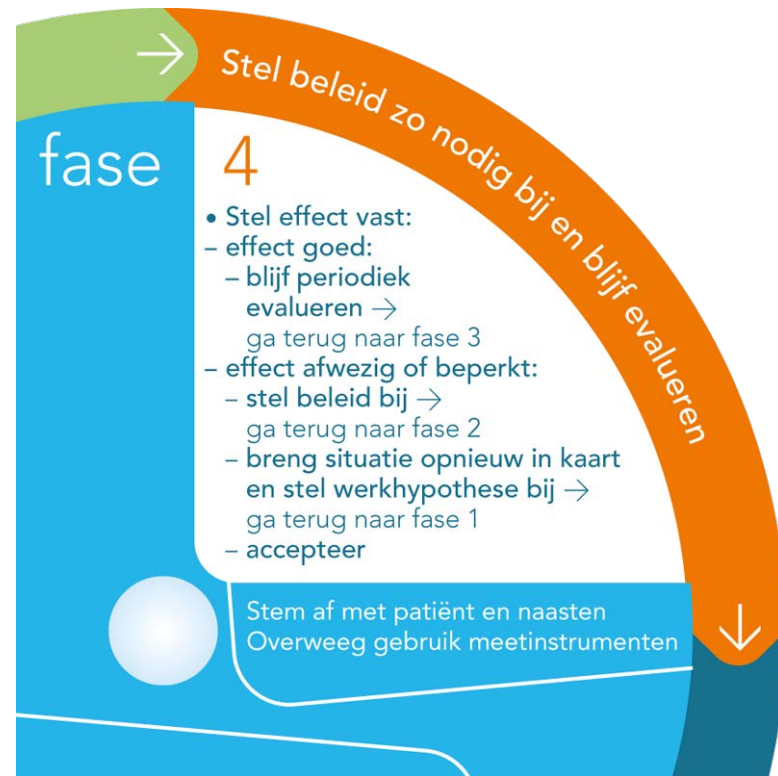 Stel beleid zo nodig bij en blijf evalueren
fase 4
• Stel effect vast:
– effect goed:
– blijf periodiek
evalueren →
ga terug naar fase 3
– effect afwezig of beperkt:
– stel beleid bij →
ga terug naar fase 2
– breng situatie opnieuw in kaart
en stel werkhypothese bij →
ga terug naar fase 1
– accepteer
Stem af met patiënt en naasten
Overweeg gebruik meetinstrumenten